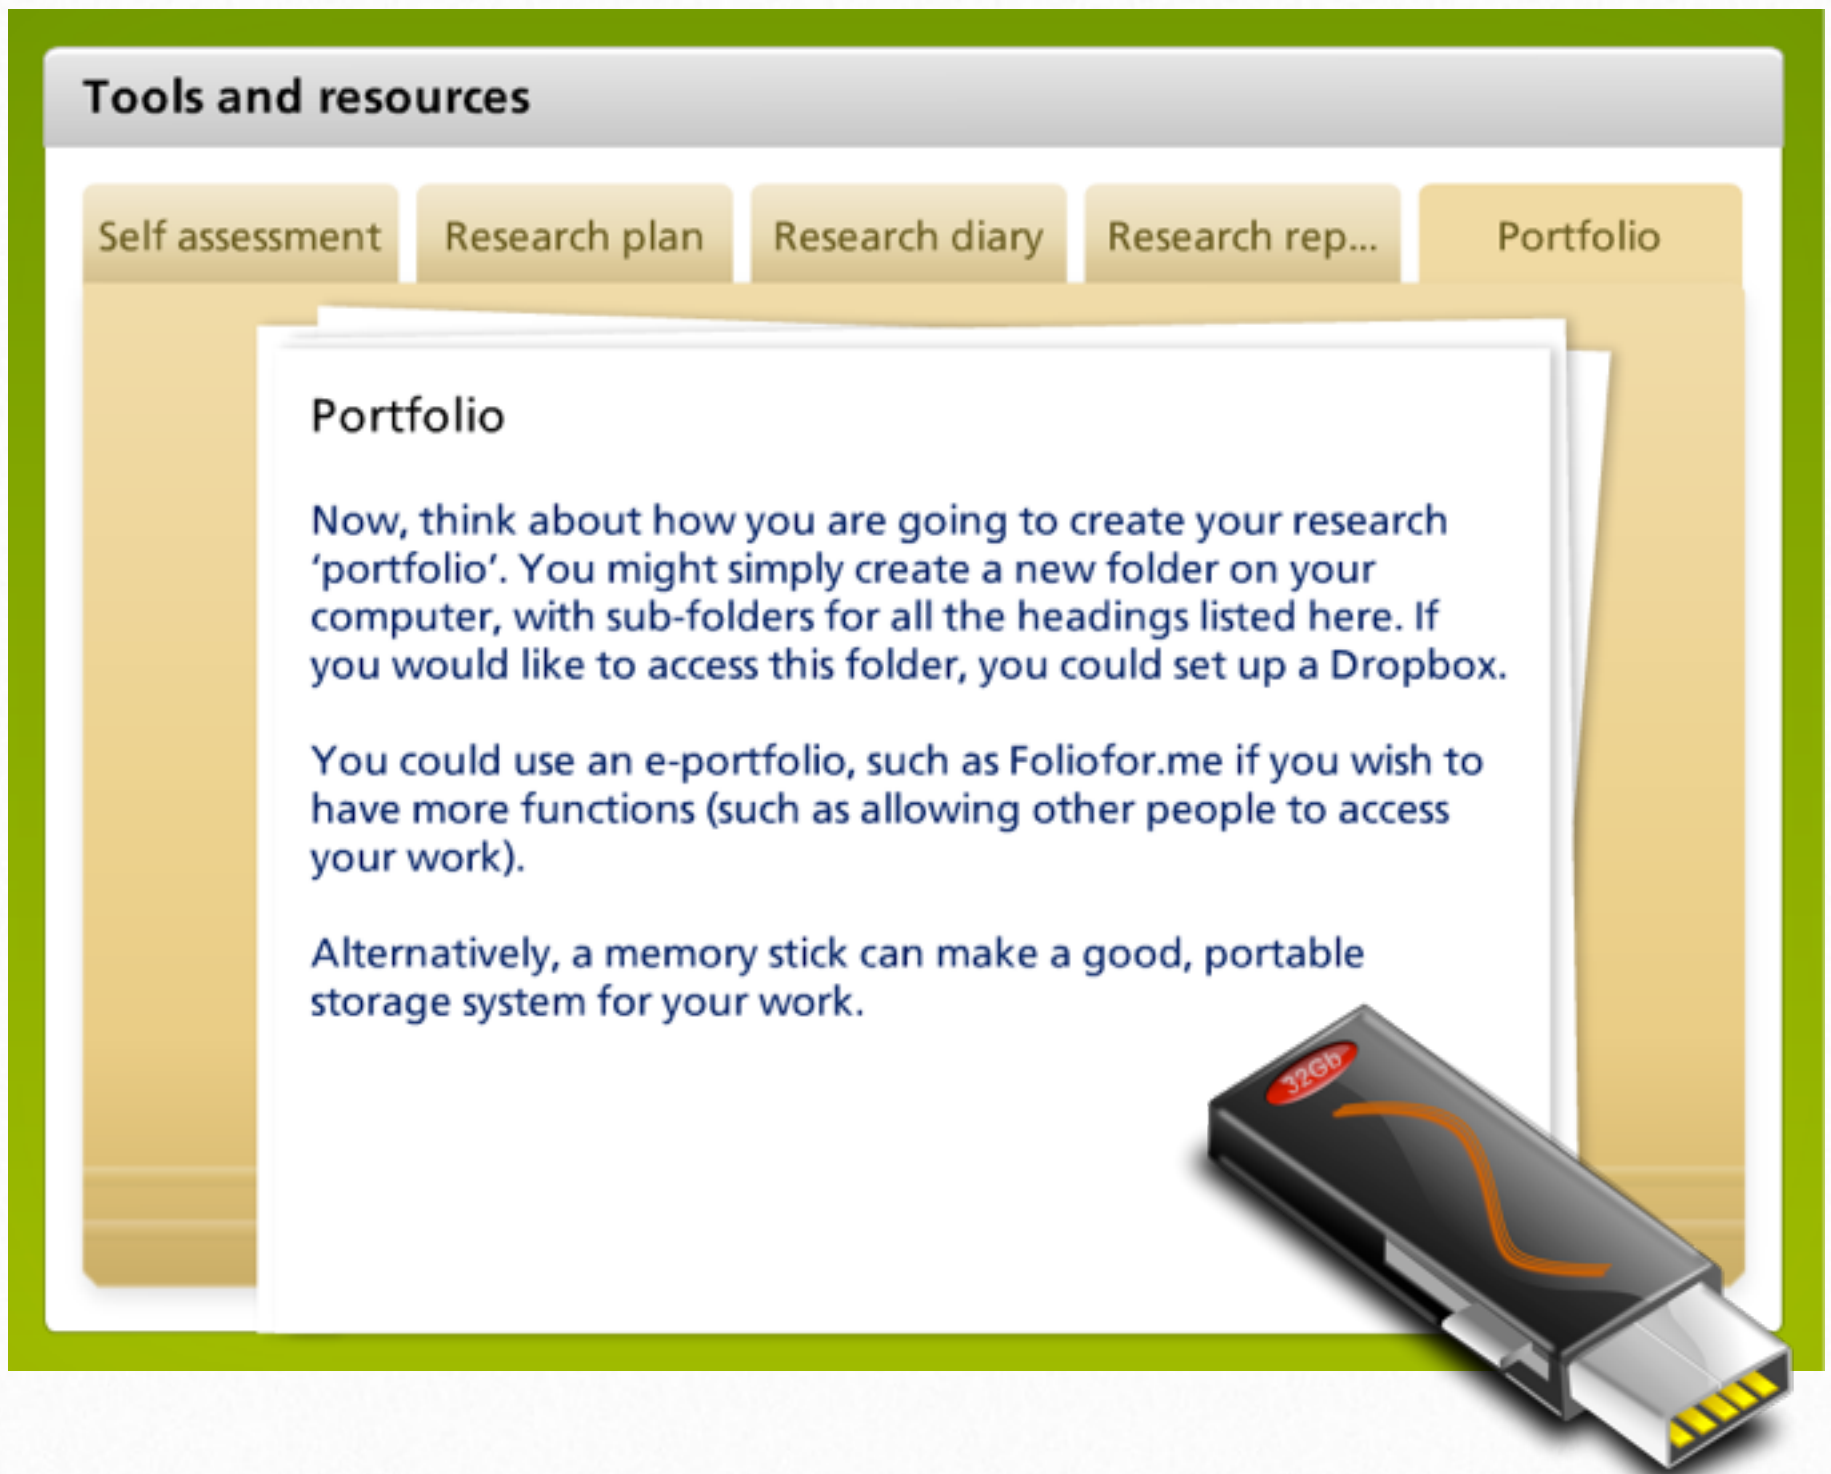 Tools and resources
Self assessment
Research plan
Research diary
Research rep...
Portfolio
Portfolio
Now, think about how you are going to create your research
‘portfolio’. You might simply create a new folder on your
computer, with sub-folders for all the headings listed here. If
you would like to access this folder, you could set up a Dropbox.
You could use an e-portfolio, such as Foliofor.me if you wish to
have more functions (such as allowing other people to access
your work).
Alternatively, a memory stick can make a good, portable
storage system for your work.
32Gb